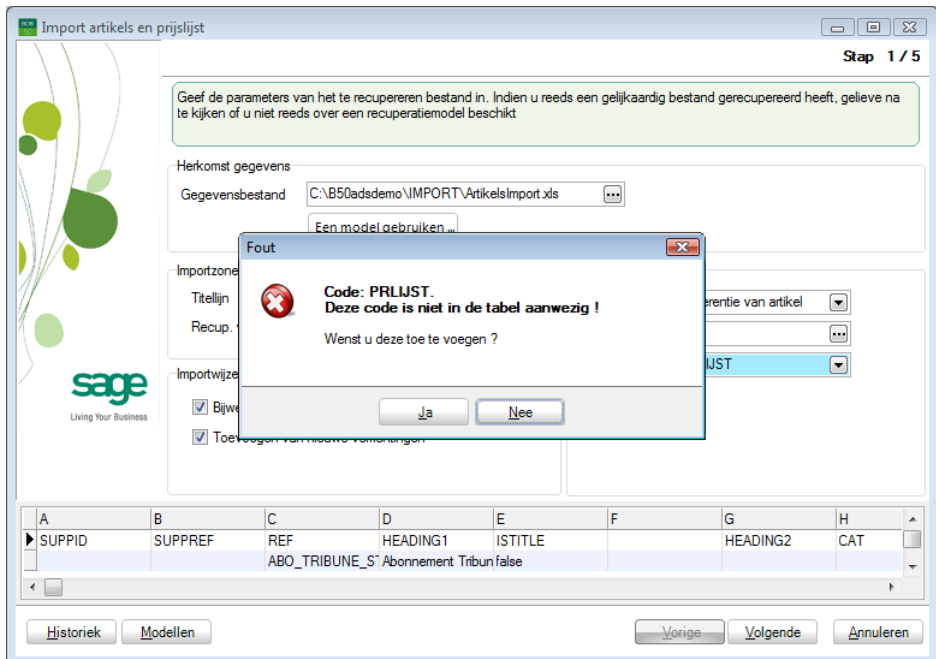 BOB 50 Import artikels en prijslijst
Stap 1 / 5
Geef de parameters van het te recupereren bestand in. Indien u reeds een gelijkaardig bestand gerecupereerd heeft, gelieve na
te kijken of u niet reeds over een recuperatiemodel beschikt
Herkomst gegevens
Gegevensbestand C:\B50adsdemo\IMPORT\ArtikelsImport.xls ...
Een model gebruiken ...
Fout
Code: PRLIJST.
Deze code is niet in de tabel aanwezig !
Wenst u deze toe te voegen ?
Ja Nee
Importzone
Titellijn
Recup.
erentie van artikel
...
IJST
Importwijze
Bijw
sage
Living Your Business
A B C D E F G H
SUPPID SUPPREF REF HEADING1 ISTITLE HEADING2 CAT
ABO_TRIBUNE_ST Abonnement Tribun false
Historiek Modellen Vorige Volgende Annuleren